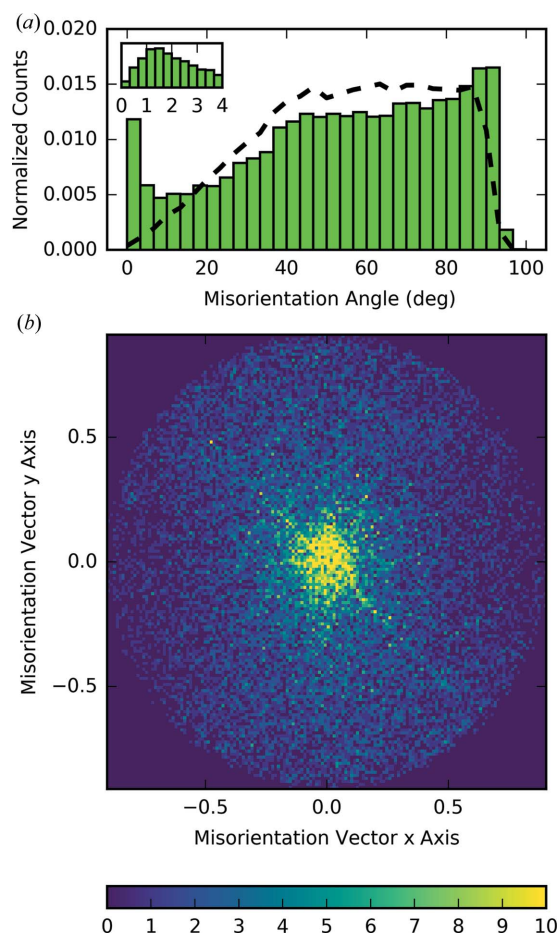 (a)
0.020
0.015
0.010
0.005
0.000
Normalized Counts
0 1 2 3 4
0 20 40 60 80 100
Misorientation Angle (deg)
(b)
0.5
0.0
−0.5
Misorientation Vector y Axis
−0.5 0.0 0.5
Misorientation Vector x Axis
0 1 2 3 4 5 6 7 8 9 10